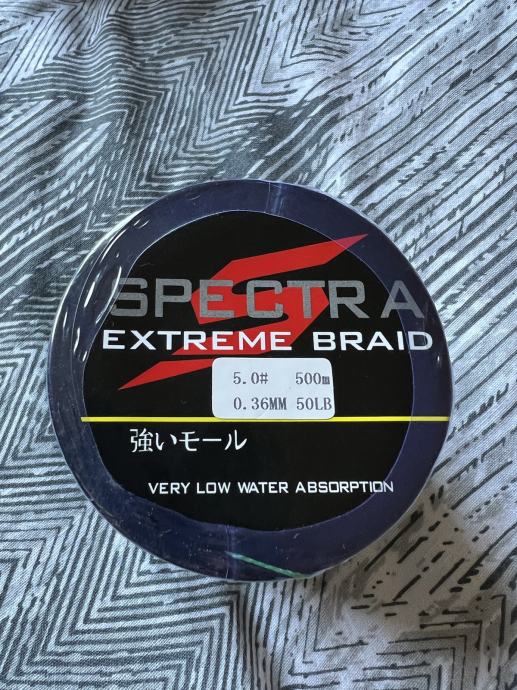 SPECTRA
EXTREME BRAID
5.0# 500m
0.36MM 50LB
強いモール
VERY LOW WATER ABSORPTION